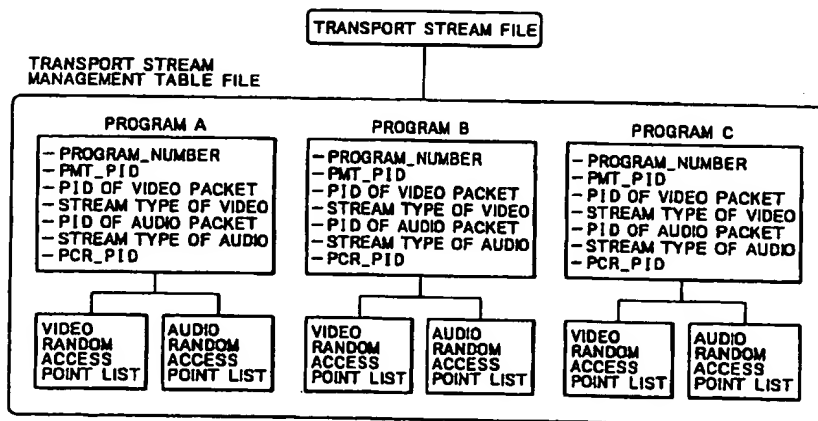 TRANSPORT STREAM FILE
TRANSPORT STREAM
MANAGEMENT TABLE FILE
PROGRAM A
- PROGRAM_NUMBER
- PMT_PID
- PID OF VIDEO PACKET
- STREAM TYPE OF VIDEO
- PID OF AUDIO PACKET
- STREAM TYPE OF AUDIO
- PCR_PID
VIDEO
RANDOM
ACCESS
POINT LIST
AUDIO
RANDOM
ACCESS
POINT LIST
PROGRAM B
- PROGRAM_NUMBER
- PMT_PID
- PID OF VIDEO PACKET
- STREAM TYPE OF VIDEO
- PID OF AUDIO PACKET
- STREAM TYPE OF AUDIO
- PCR_PID
VIDEO
RANDOM
ACCESS
POINT LIST
AUDIO
RANDOM
ACCESS
POINT LIST
PROGRAM C
- PROGRAM_NUMBER
- PMT_PID
- PID OF VIDEO PACKET
- STREAM TYPE OF VIDEO
- PID OF AUDIO PACKET
- STREAM TYPE OF AUDIO
- PCR_PID
VIDEO
RANDOM
ACCESS
POINT LIST
AUDIO
RANDOM
ACCESS
POINT LIST